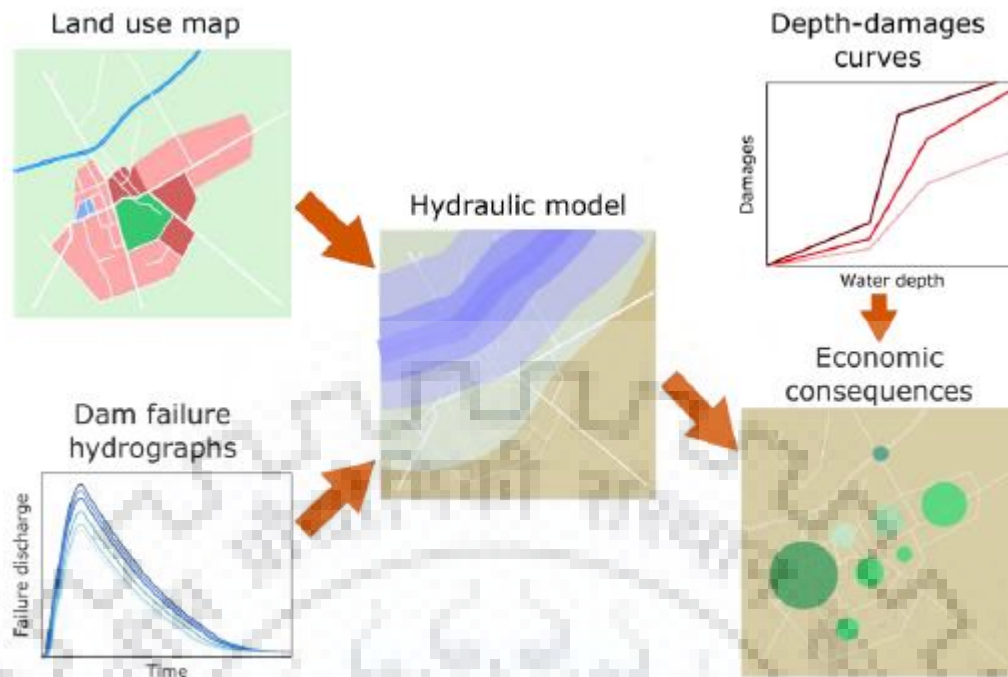 Land use map
Depth-damages
curves
Damages
Water depth
Hydraulic model
Economic
consequences
Dam failure
hydrographs
Failure discharge
Time